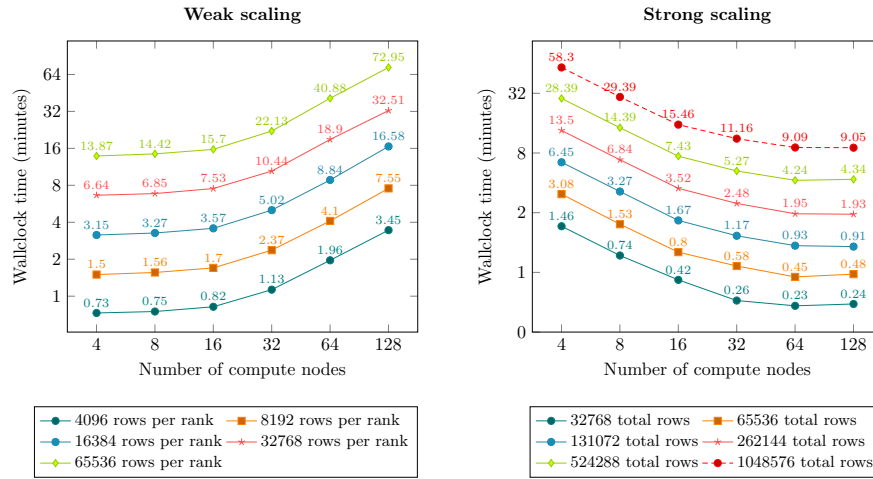 Weak scaling
Wallclock time (minutes)
64
32
16
8
4
2
1
13.87 14.42 15.7 22.13 40.88 72.95
6.64 6.85 7.53 10.44 18.9 32.51
3.15 3.27 3.57 5.02 8.84 16.58
1.5 1.56 1.7 2.37 4.1 7.55
0.73 0.75 0.82 1.13 1.96 3.45
4 8 16 32 64 128
Number of compute nodes
4096 rows per rank 8192 rows per rank
16384 rows per rank 32768 rows per rank
65536 rows per rank
Strong scaling
Wallclock time (minutes)
32
8
2
1
0
58.3 29.39 15.46 11.16 9.09 9.05
28.39 14.39 7.43 5.27 4.24 4.34
13.5 6.84 3.52 2.48 1.95 1.93
6.45 3.27 1.67 1.17 0.93 0.91
3.08 1.53 0.8 0.58 0.45 0.48
1.46 0.74 0.42 0.26 0.23 0.24
4 8 16 32 64 128
Number of compute nodes
32768 total rows 65536 total rows
131072 total rows 262144 total rows
524288 total rows 1048576 total rows